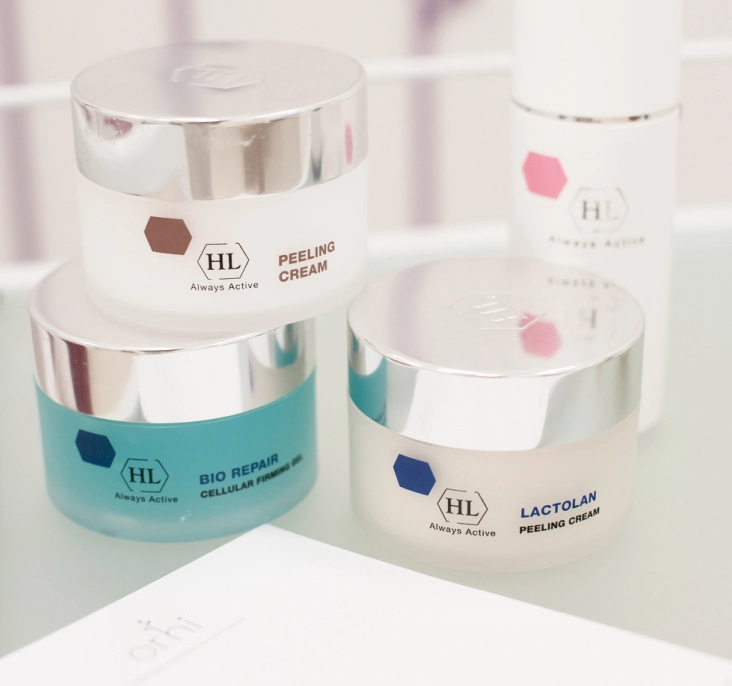 HL
Always Active
PEELING
CREAM
HL
Always Active
HL
Always Active
BIO REPAIR
CELLULAR FIRMING GEL
HL
Always Active
LACTOLAN
PEELING CREAM
orhi